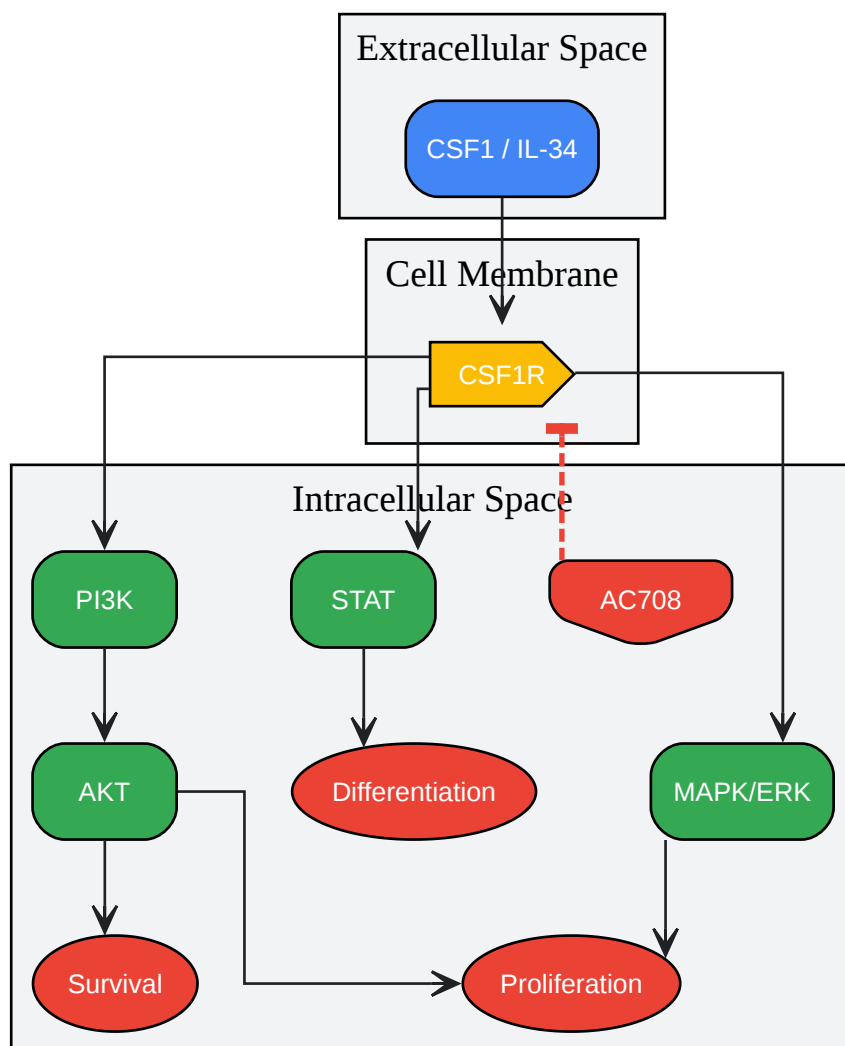 Extracellular Space
CSF1 / IL-34
Cell Membrane
CSF1R
Intracellular Space
PI3K
STAT
AC708
AKT
Differentiation
MAPK/ERK
Survival
Proliferation